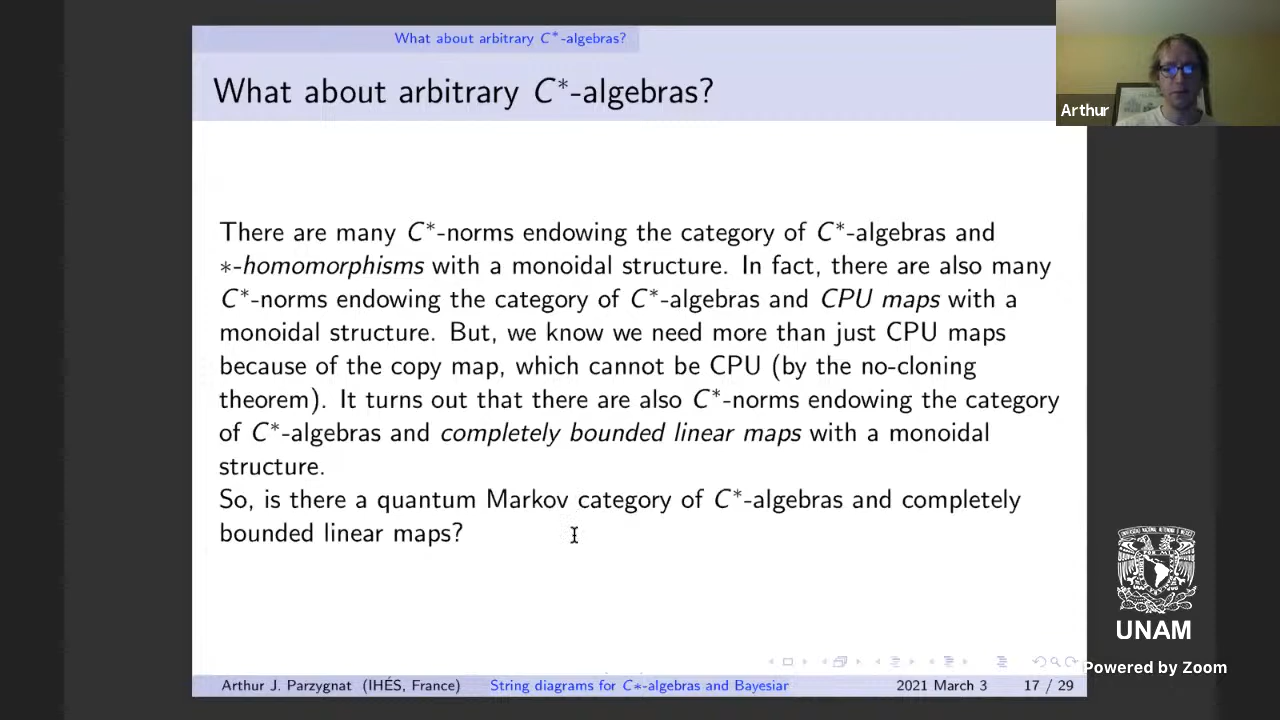 What about arbitrary C*-algebras?
What about arbitrary C*-algebras?
Arthur
There are many C*-norms endowing the category of C*-algebras and
*-homomorphisms with a monoidal structure. In fact, there are also many
C*-norms endowing the category of C*-algebras and CPU maps with a
monoidal structure. But, we know we need more than just CPU maps
because of the copy map, which cannot be CPU (by the no-cloning
theorem). It turns out that there are also C*-norms endowing the category
of C*-algebras and completely bounded linear maps with a monoidal
structure.
So, is there a quantum Markov category of C*-algebras and completely
bounded linear maps?
UNAM
Powered by Zoom
Arthur J. Parzygnat (IHÉS, France) String diagrams for C*-algebras and Bayesiar 2021 March 3 17 / 29